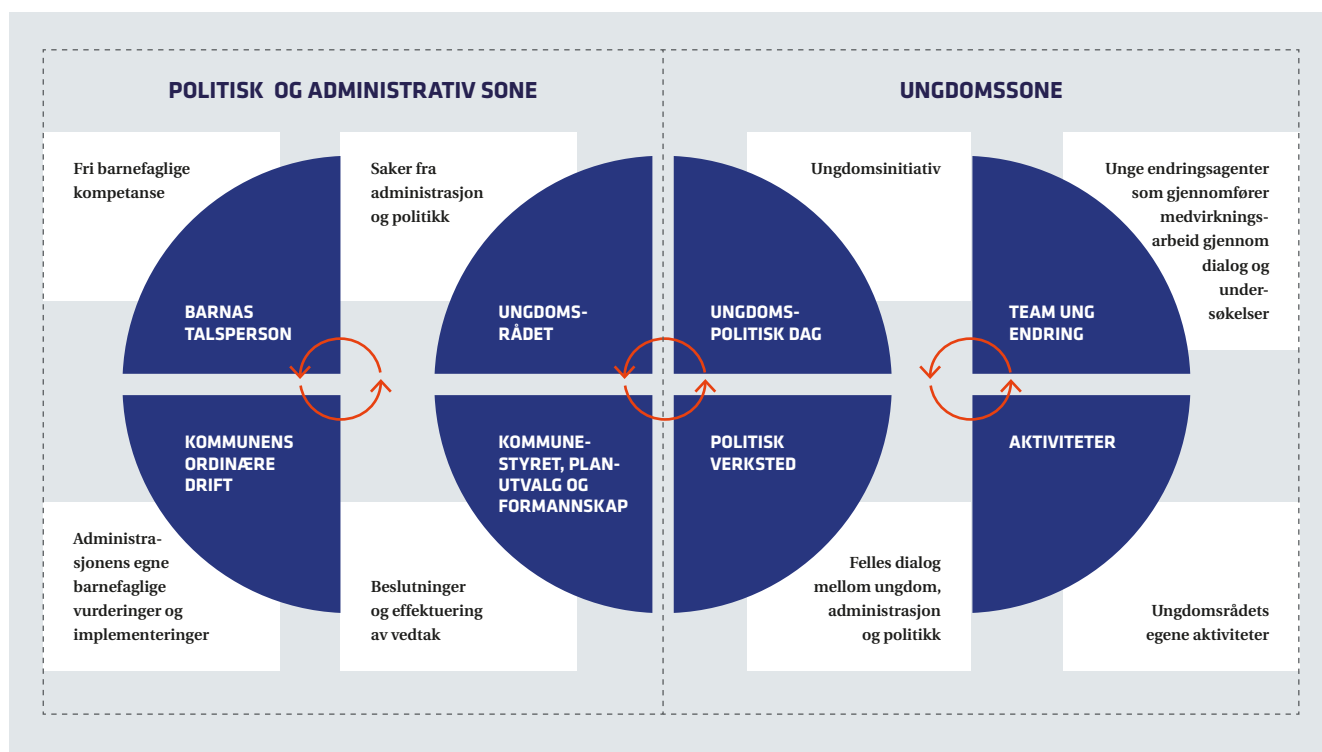 POLITISK OG ADMINISTRATIV SONE
UNGDOMSSONE
Fri barnefaglige
kompetanse
Saker fra
administrasjon
og politikk
Ungdomsinitiativ
Unge endringsagenter
som gjennomfører
medvirknings-
arbeid gjennom
dialog og
under-
søkelser
BARNAS
TALSPERSON
UNGDOMS-
RÅDET
UNGDOMS-
POLITISK DAG
TEAM UNG
ENDRING
KOMMUNENS
ORDINÆRE
DRIFT
KOMMUNE-
STYRET, PLAN-
UTVALG OG
FORMANNSKAP
POLITISK
VERKSTED
AKTIVITETER
Administra-
sjonens egne
barnefaglige
vurderinger og
implementeringer
Beslutninger
og effektuering
av vedtak
Felles dialog
mellom ungdom,
administrasjon
og politikk
Ungdomsrådets
egene aktiviteter